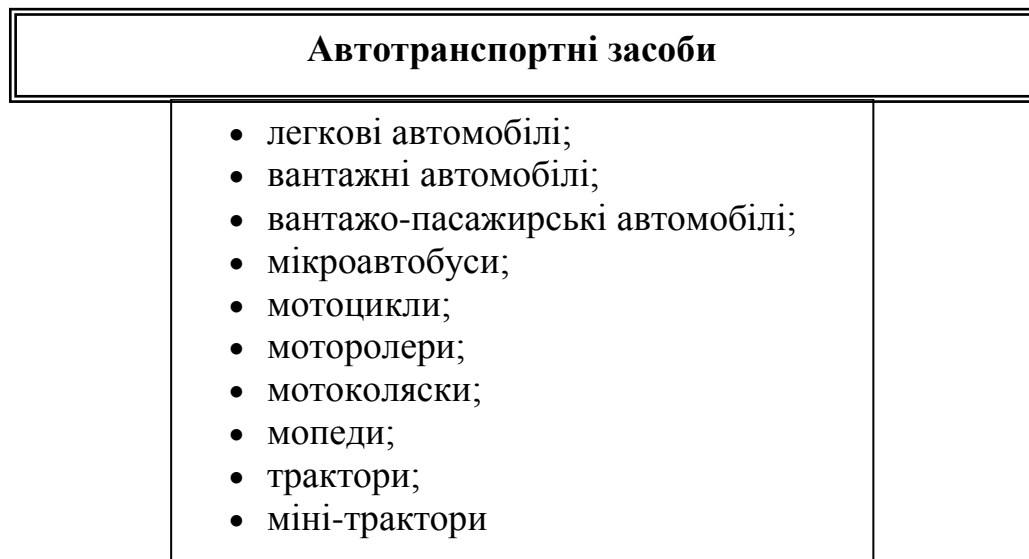 Автотранспортні засоби
• легкові автомобілі;
• вантажні автомобілі;
• вантажо-пасажирські автомобілі;
• мікроавтобуси;
• мотоцикли;
• моторолери;
• мотоколяски;
• мопеди;
• трактори;
• міні-трактори